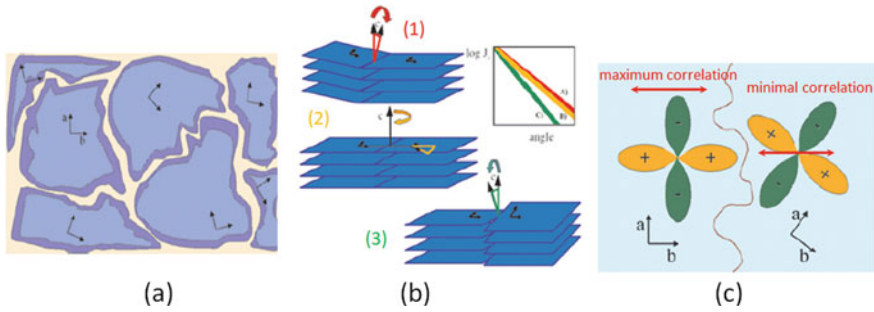 a
b
(a)
(1)
c
(2)
c
(3)
c
log J
A)
B)
C)
angle
(b)
maximum correlation
minimal correlation
+
-
+
-
+
-
+
-
a
b
a
b
(c)